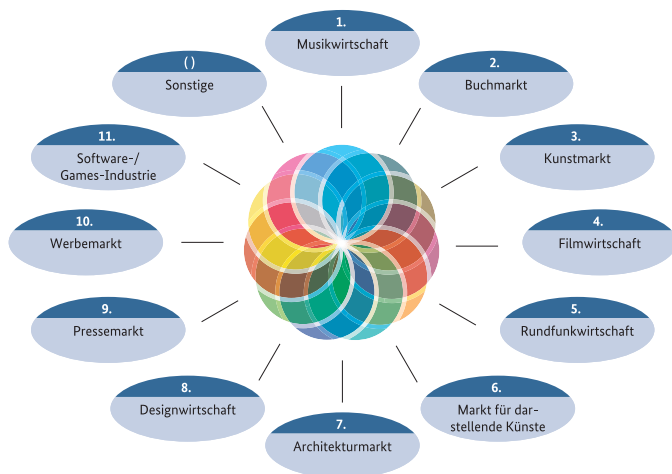 1.
Musikwirtschaft
2.
Buchmarkt
3.
Kunstmarkt
4.
Filmwirtschaft
5.
Rundfunkwirtschaft
6.
Markt für dar-
stellende Künste
7.
Architekturmarkt
8.
Designwirtschaft
9.
Pressemarkt
10.
Werbemarkt
11.
Software-/
Games-Industrie
( )
Sonstige